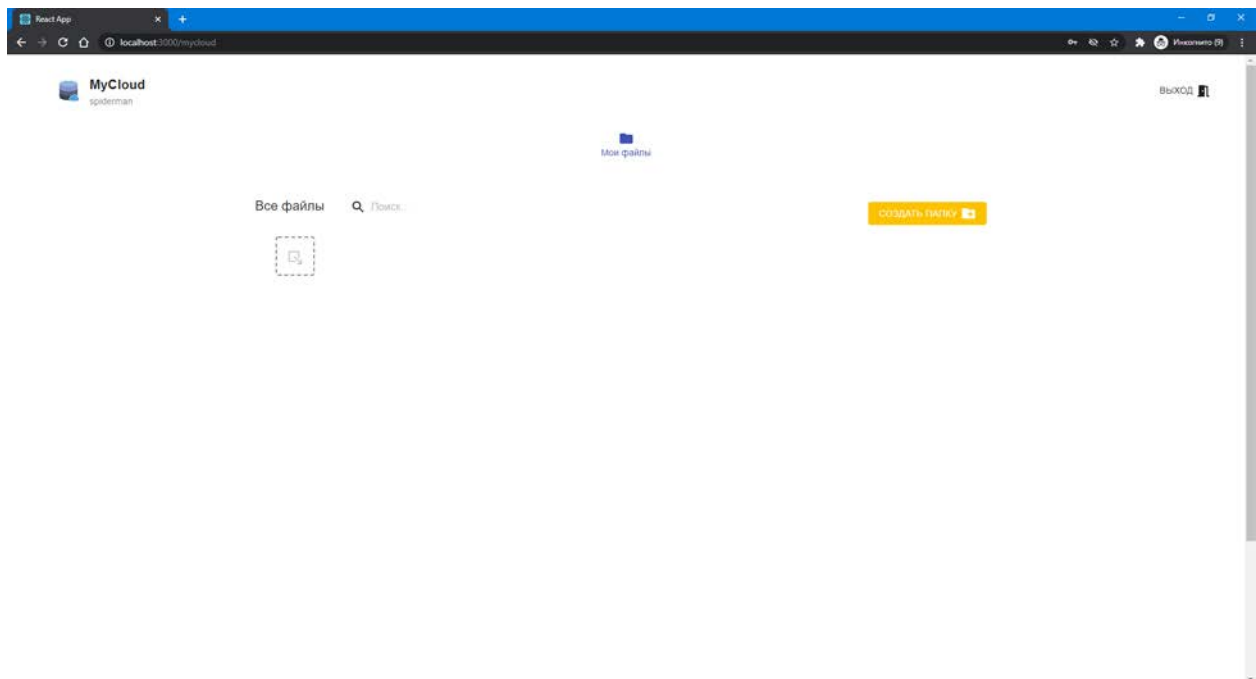 React App
localhost:3000/mycloud
Инкогнито (9)
MyCloud
spiderman
ВЫХОД
Мои файлы
Все файлы
Поиск...
СОЗДАТЬ ПАПКУ